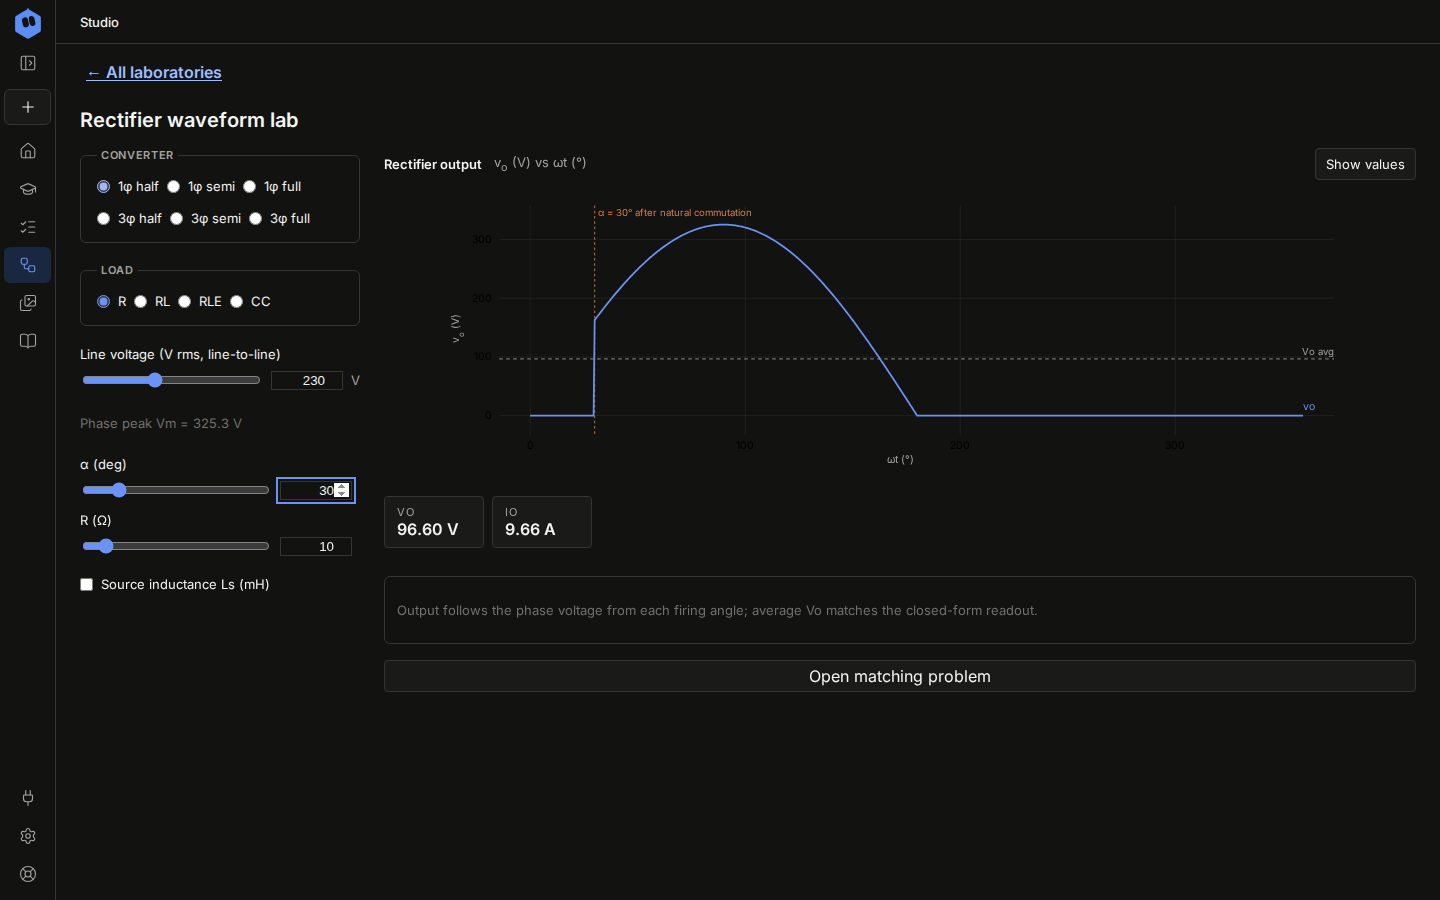 Studio
← All laboratories
Rectifier waveform lab
CONVERTER
1φ half 1φ semi 1φ full
3φ half 3φ semi 3φ full
LOAD
R RL RLE CC
Line voltage (V rms, line-to-line)
230 V
Phase peak Vm = 325.3 V
α (deg)
30
R (Ω)
10
Source inductance Ls (mH)
Rectifier output vo (V) vs ωt (°)
Show values
α = 30° after natural commutation
300
200
100
0
vo (V)
Vo avg
vo
0 100 200 300
ωt (°)
VO
96.60 V
IO
9.66 A
Output follows the phase voltage from each firing angle; average Vo matches the closed-form readout.
Open matching problem